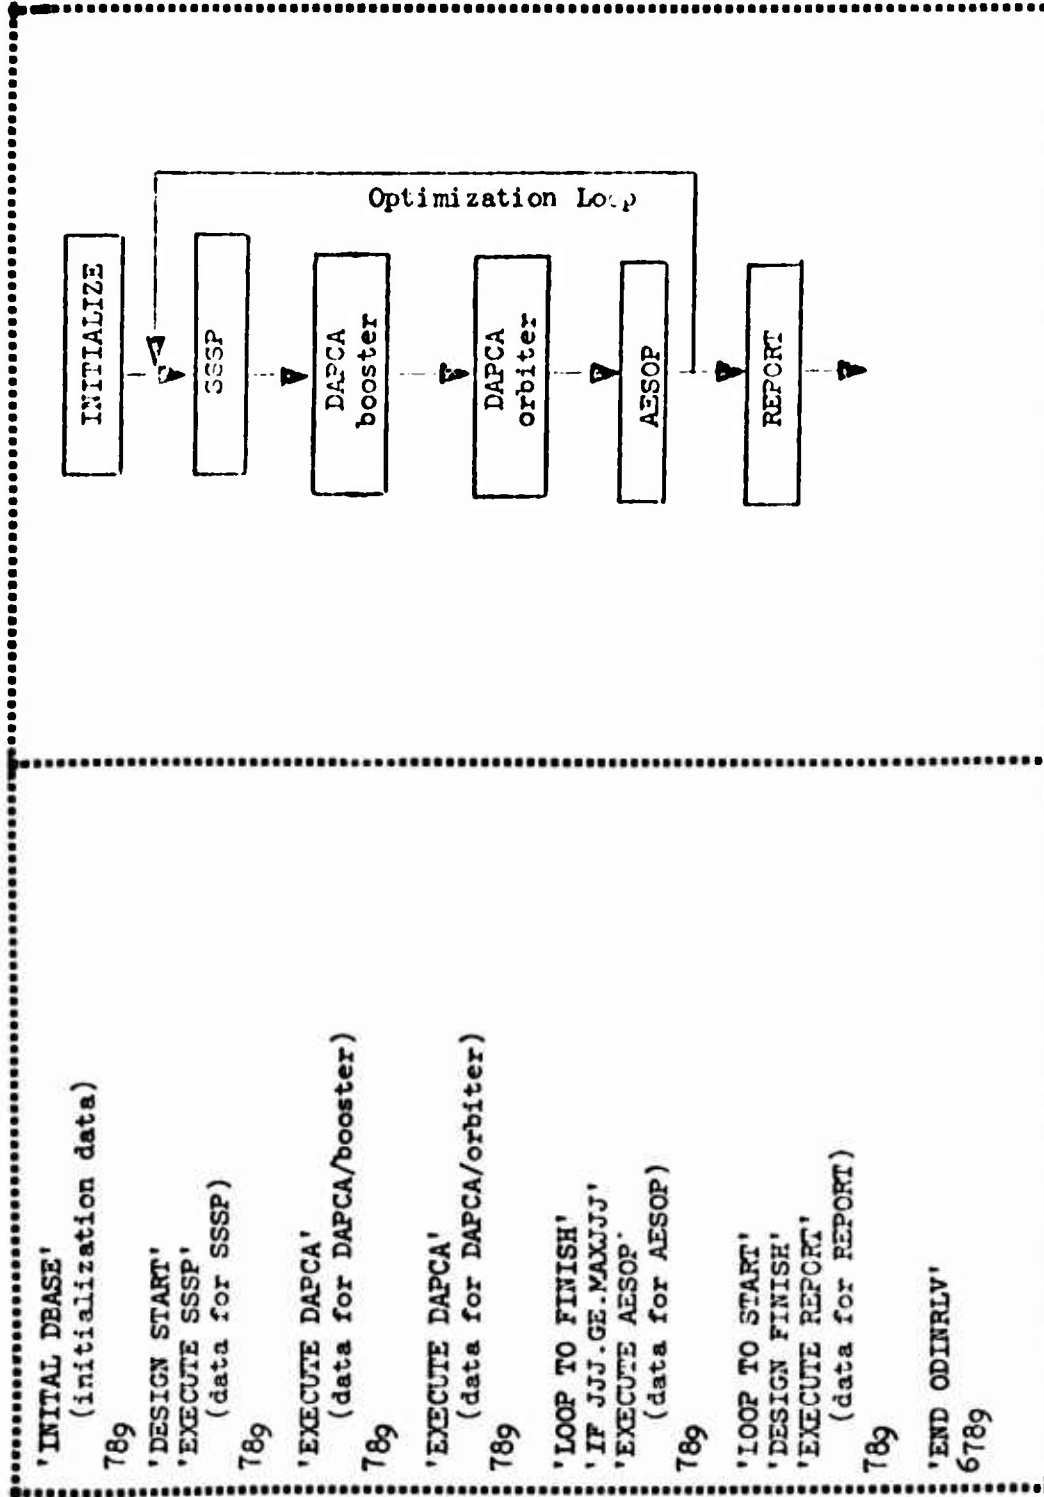 'INITAL DBASE'
(initialization data)
789
'DESIGN START'
'EXECUTE SSSP'
(data for SSSP)
789
'EXECUTE DAPCA'
(data for DAPCA/booster)
789
'EXECUTE DAPCA'
(data for DAPCA/orbiter)
789
'LOOP TO FINISH'
'IF JJJ.GE.MAXJJJ'
'EXECUTE AESOP'
(data for AESOP)
789
'LOOP TO START'
'DESIGN FINISH'
'EXECUTE REPORT'
(data for REPORT)
789
'END ODINRLV'
6789
INITIALIZE
SSSP
DAPCA
booster
DAPCA
orbiter
AESOP
REPORT
Optimization Loop